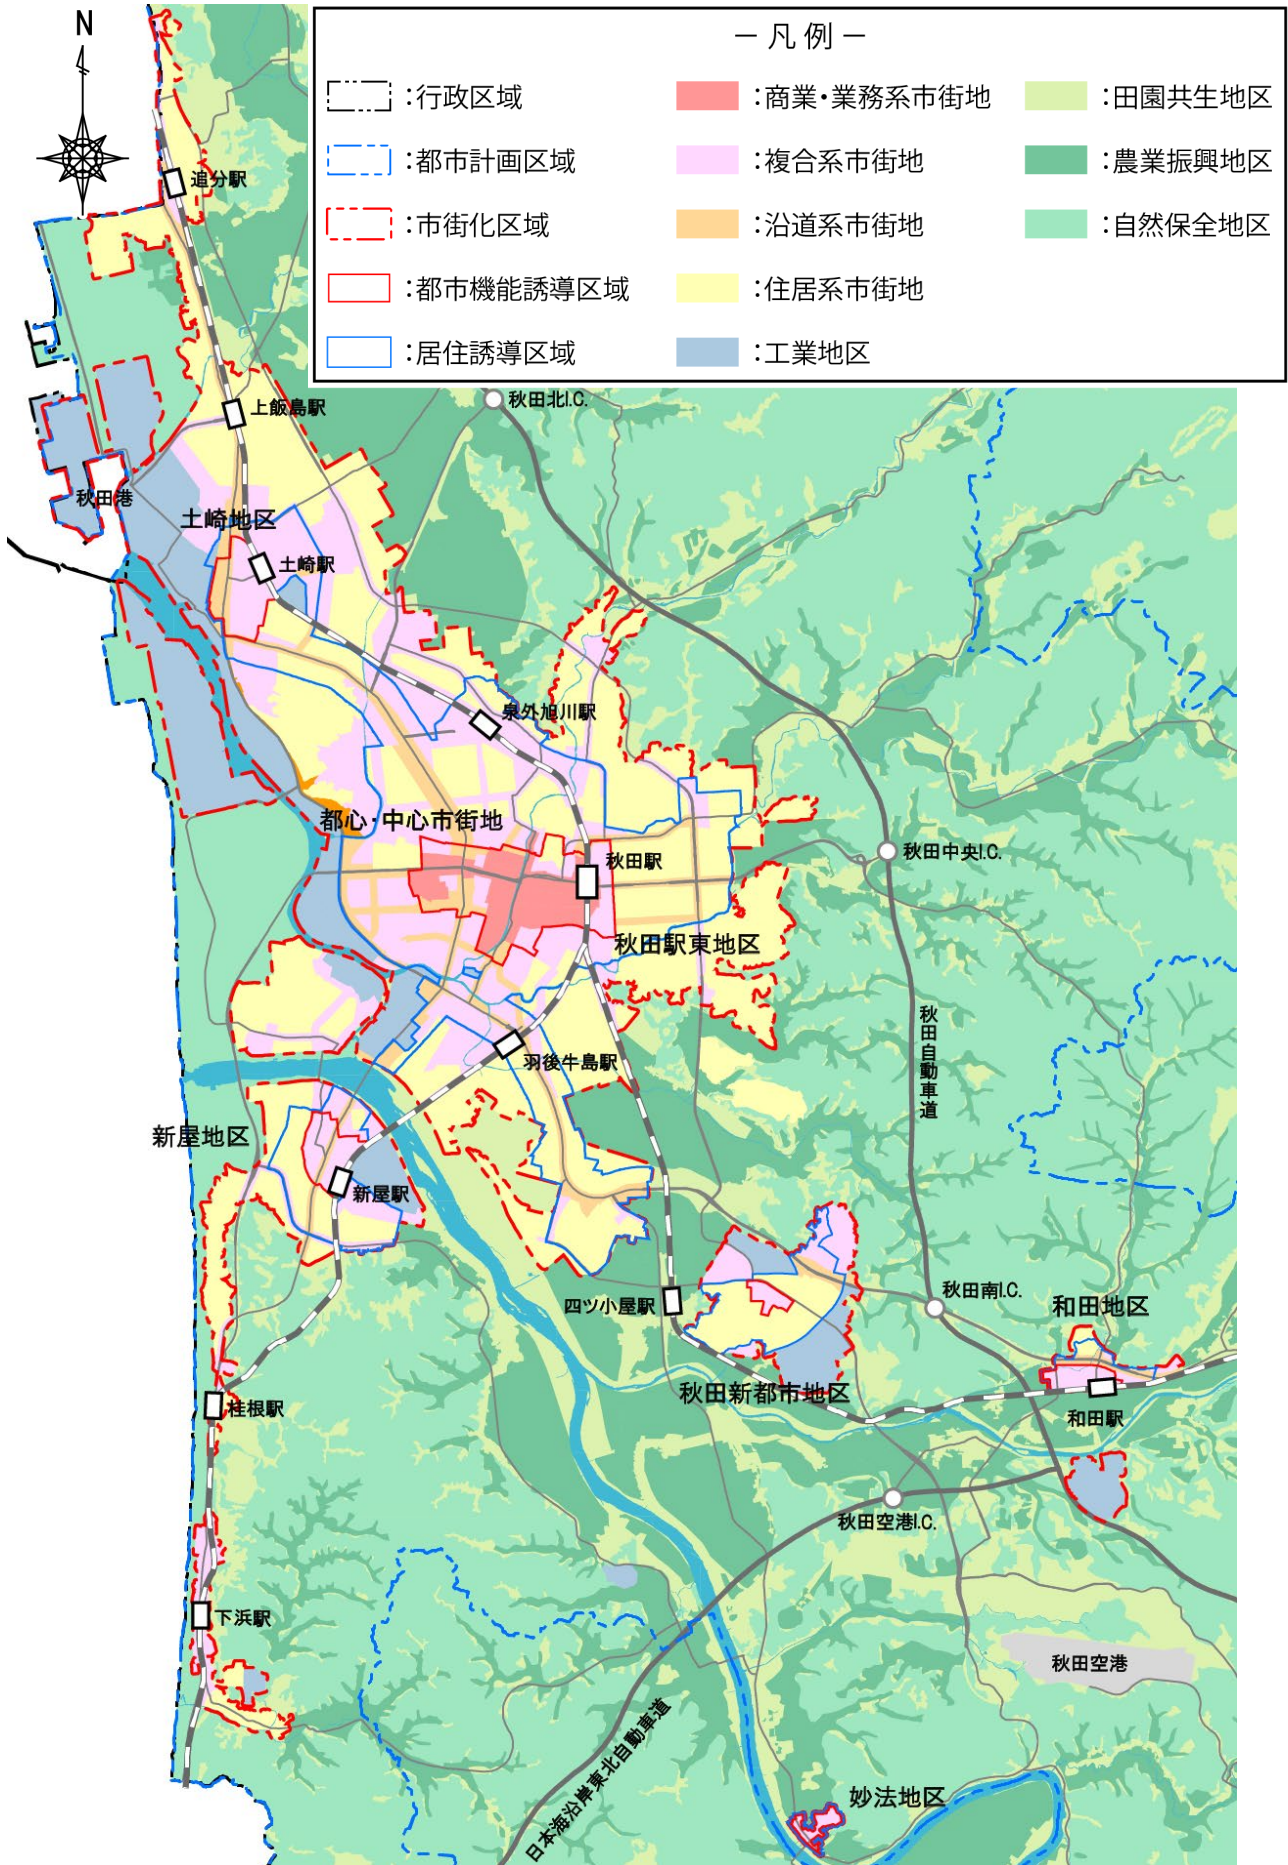 N
－凡例－
：行政区域
：都市計画区域
：市街化区域
：都市機能誘導区域
：居住誘導区域
：商業・業務系市街地
：複合系市街地
：沿道系市街地
：住居系市街地
：工業地区
：田園共生地区
：農業振興地区
：自然保全地区
追分駅
上飯島駅
秋田北I.C.
秋田港
土崎地区
土崎駅
泉外旭川駅
都心・中心市街地
秋田駅
秋田中央I.C.
秋田駅東地区
秋田自動車道
羽後牛島駅
新屋地区
新屋駅
四ツ小屋駅
秋田南I.C.
和田地区
秋田新都市地区
桂根駅
和田駅
秋田空港I.C.
下浜駅
秋田空港
日本海沿岸東北自動車道
妙法地区